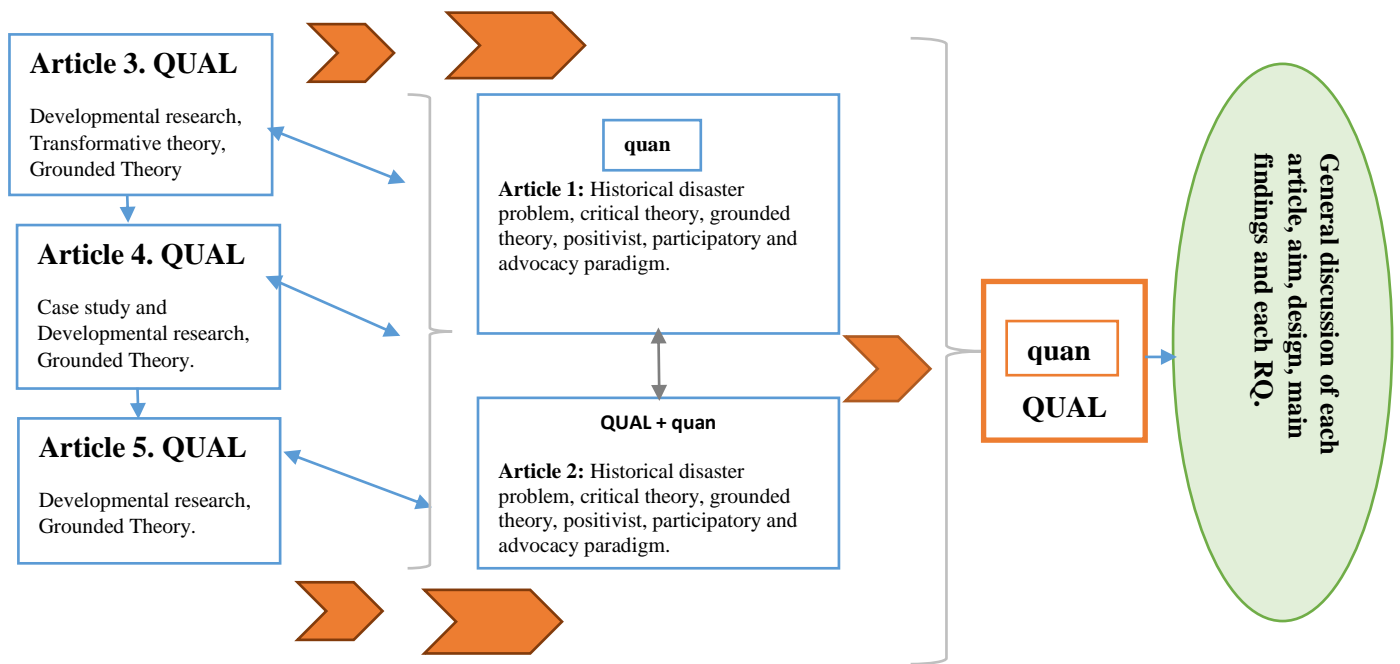 Article 3. QUAL
Developmental research,
Transformative theory,
Grounded Theory
Article 4. QUAL
Case study and
Developmental research,
Grounded Theory.
Article 5. QUAL
Developmental research,
Grounded Theory.
quan
Article 1: Historical disaster
problem, critical theory, grounded
theory, positivist, participatory and
advocacy paradigm.
QUAL + quan
Article 2: Historical disaster
problem, critical theory, grounded
theory, positivist, participatory and
advocacy paradigm.
quan
QUAL
General discussion of each
article, aim, design, main
findings and each RQ.